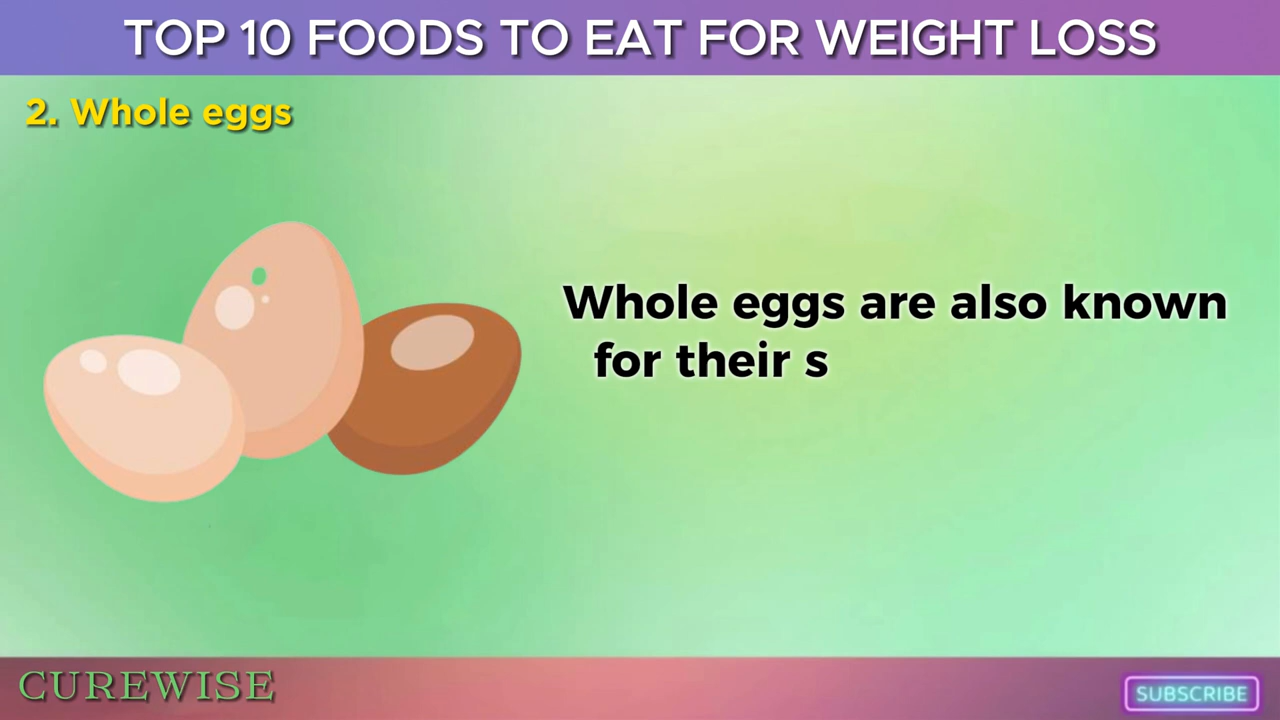 TOP 10 FOODS TO EAT FOR WEIGHT LOSS
2. Whole eggs
Whole eggs are also known
for their s
CUREWISE
SUBSCRIBE